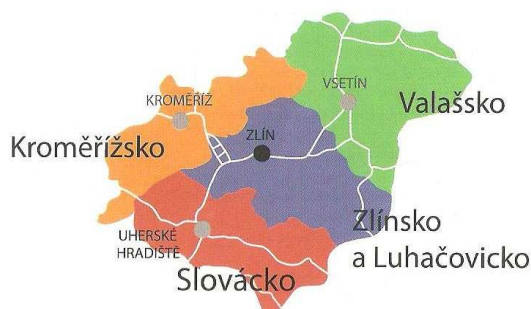 VSETÍN
Valašsko
KROMĚŘÍŽ
Kroměřížsko
ZLÍN
Zlínsko
a Luhačovicko
UHERSKÉ
HRADIŠTĚ
Slovácko